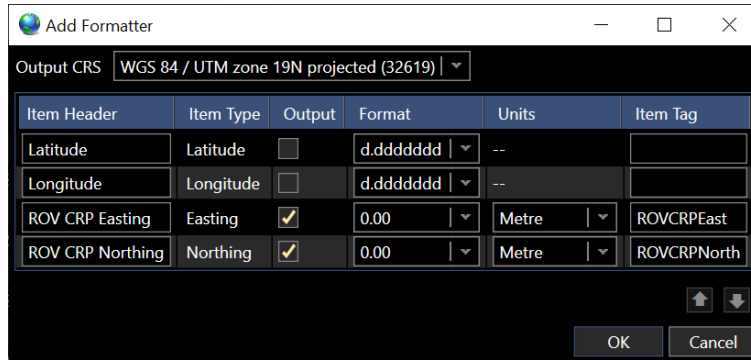 Add Formatter
Output CRS WGS 84 / UTM zone 19N projected (32619)
Item Header Item Type Output Format Units Item Tag
Latitude Latitude d.ddddddd --
Longitude Longitude d.ddddddd --
ROV CRP Easting Easting 0.00 Metre ROVCRPEast
ROV CRP Northing Northing 0.00 Metre ROVCRPNorth
OK Cancel